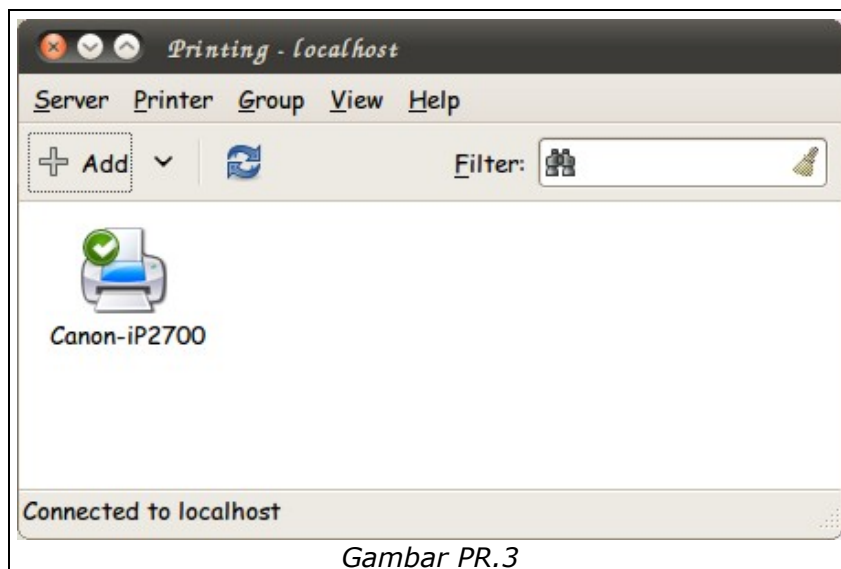 Printing - localhost
Server Printer Group View Help
Add Filter:
Canon-iP2700
Connected to localhost
Gambar PR.3